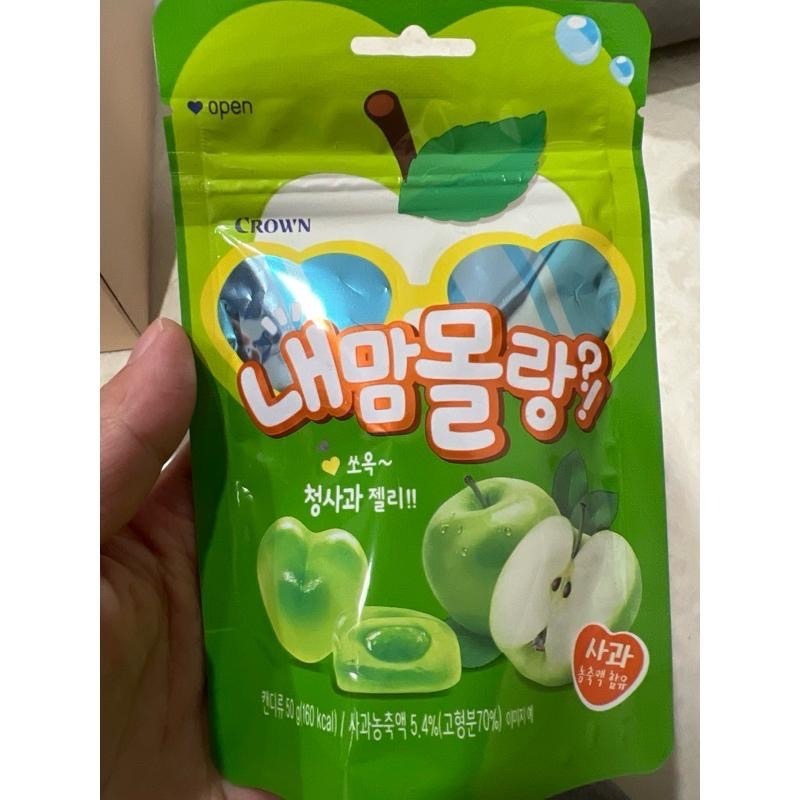 open
CROWN
내맘몰랑?!
쏘옥~
청사과 젤리!!
사과
농축액 함유
캔디류 50 g(160 kcal) / 사과농축액 5.4%(고형분70%) 이미지 예